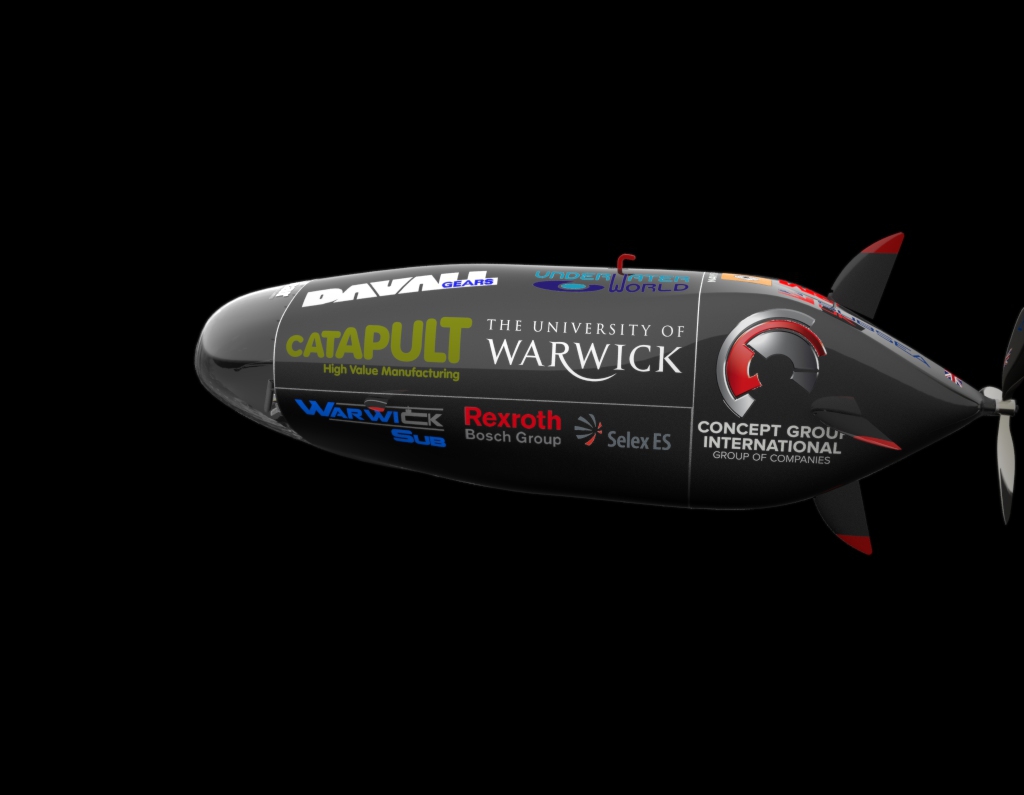 DAVALL
GEARS
UNDERWATER
WORLD
CATAPULT
High Value Manufacturing
THE UNIVERSITY OF
WARWICK
WARWICK
SUB
Rexroth
Bosch Group
Selex ES
CONCEPT GROUP
INTERNATIONAL
GROUP OF COMPANIES